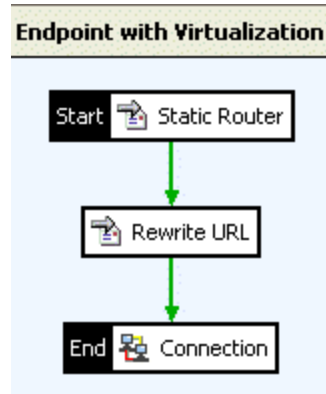 Endpoint with Virtualization
Start Static Router
Rewrite URL
End Connection